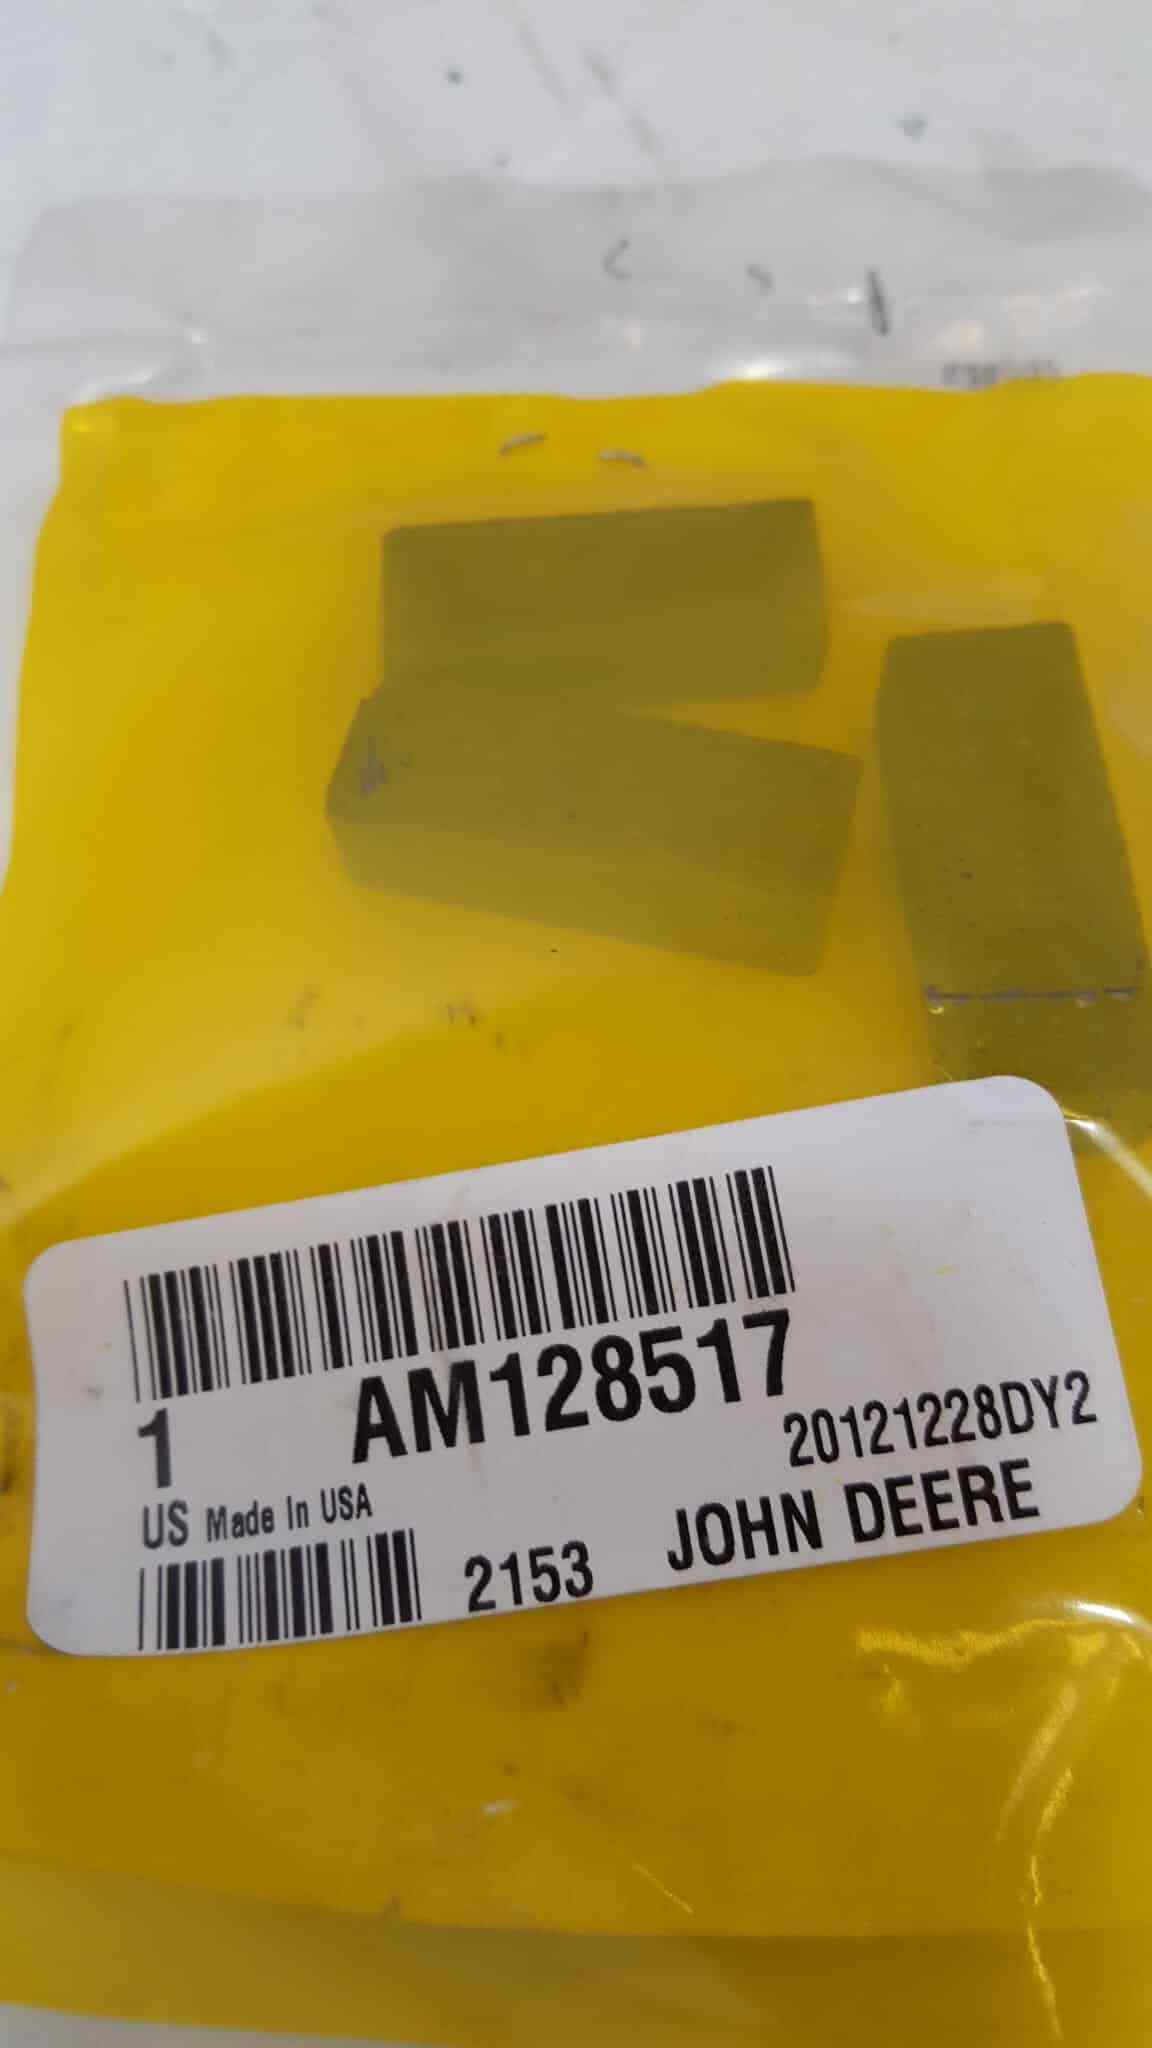 1 AM128517
20121228DY2
US Made In USA
2153 JOHN DEERE